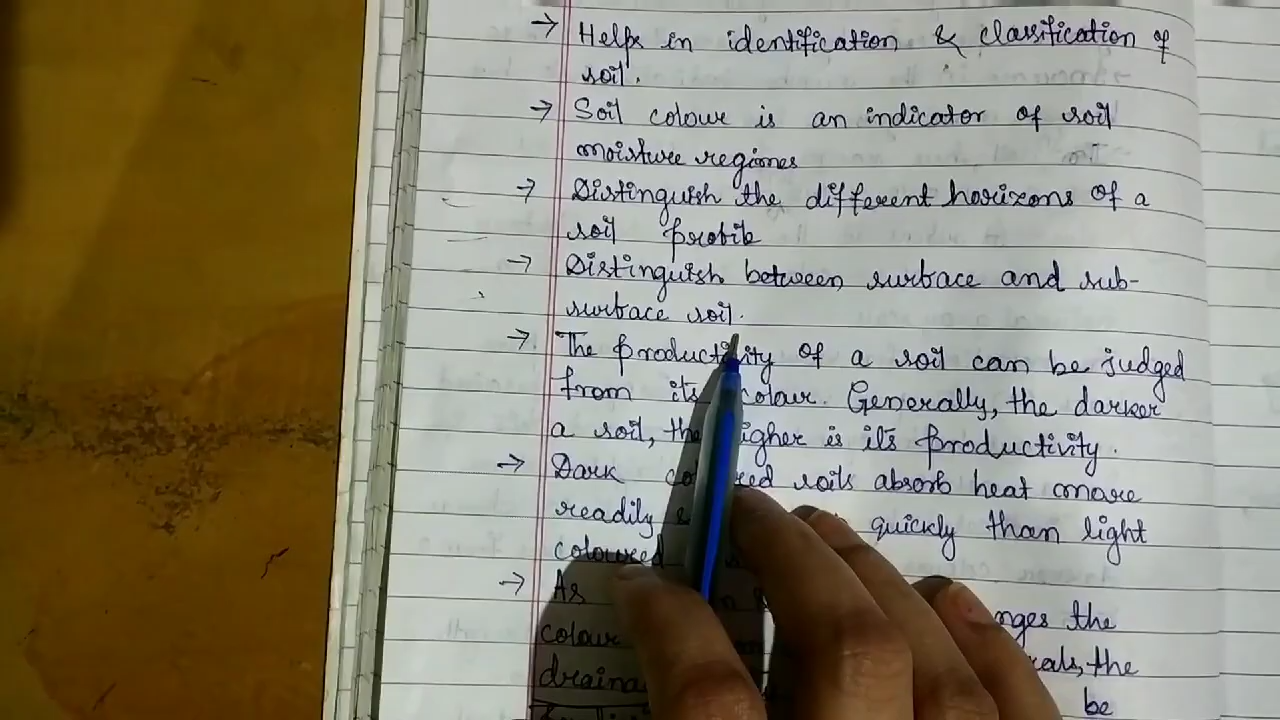 → Helps in identification & classification of
soil.
→ Soil colour is an indicator of soil
moisture regimes
→ Distinguish the different horizons of a
soil profile
→ Distinguish between surface and sub-
surface soil.
→ The productivity of a soil can be judged
from its colour. Generally, the darker
a soil, the higher is its productivity.
→ Dark coloured soils absorb heat more
readily & quickly than light
coloured
→ As the
colour the
draina be